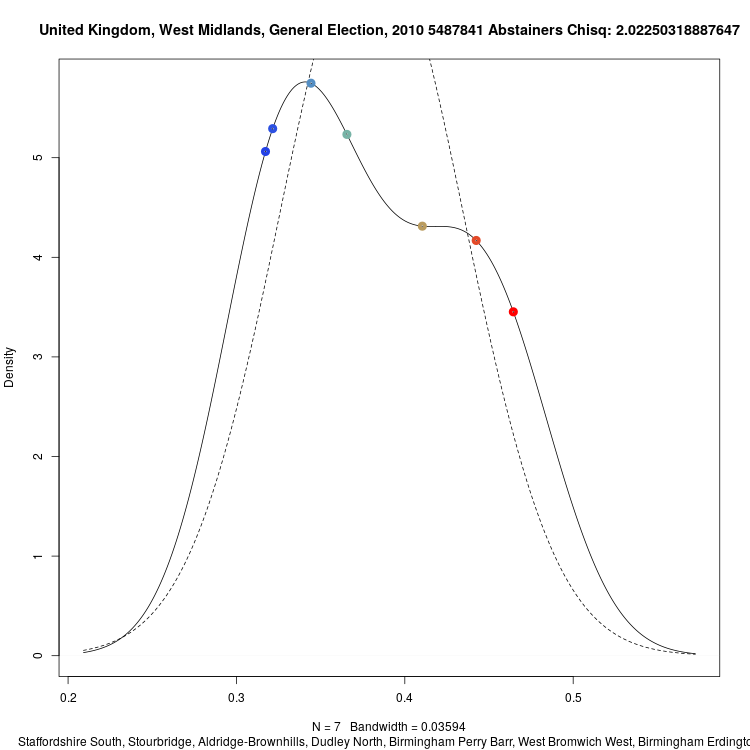 United Kingdom, West Midlands, General Election, 2010 5487841 Abstainers Chisq: 2.02250318887647
Density
5
4
3
2
1
0
0.2 0.3 0.4 0.5
N = 7 Bandwidth = 0.03594
Staffordshire South, Stourbridge, Aldridge-Brownhills, Dudley North, Birmingham Perry Barr, West Bromwich West, Birmingham Erdingto